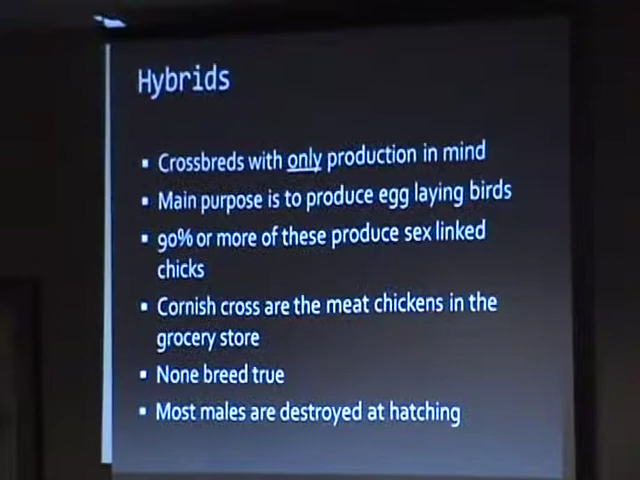 Hybrids
▪ Crossbreds with only production in mind
▪ Main purpose is to produce egg laying birds
▪ 90% or more of these produce sex linked
chicks
▪ Cornish cross are the meat chickens in the
grocery store
▪ None breed true
▪ Most males are destroyed at hatching